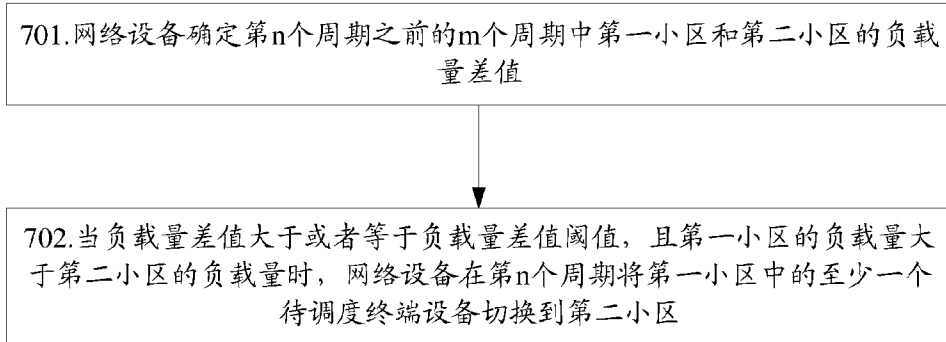 701.网络设备确定第n个周期之前的m个周期中第一小区和第二小区的负载
量差值
702.当负载量差值大于或者等于负载量差值阈值，且第一小区的负载量大
于第二小区的负载量时，网络设备在第n个周期将第一小区中的至少一个
待调度终端设备切换到第二小区